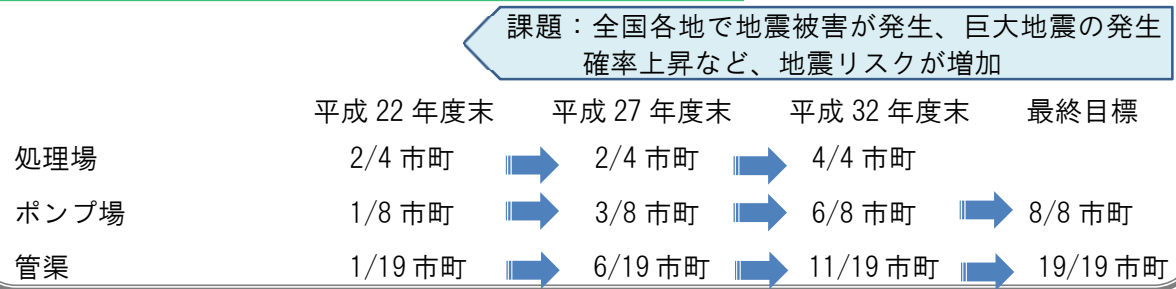 課題：全国各地で地震被害が発生、巨大地震の発生
確率上昇など、地震リスクが増加
平成 22 年度末 平成 27 年度末 平成 32 年度末 最終目標
処理場 2/4 市町 2/4 市町 4/4 市町
ポンプ場 1/8 市町 3/8 市町 6/8 市町 8/8 市町
管渠 1/19 市町 6/19 市町 11/19 市町 19/19 市町